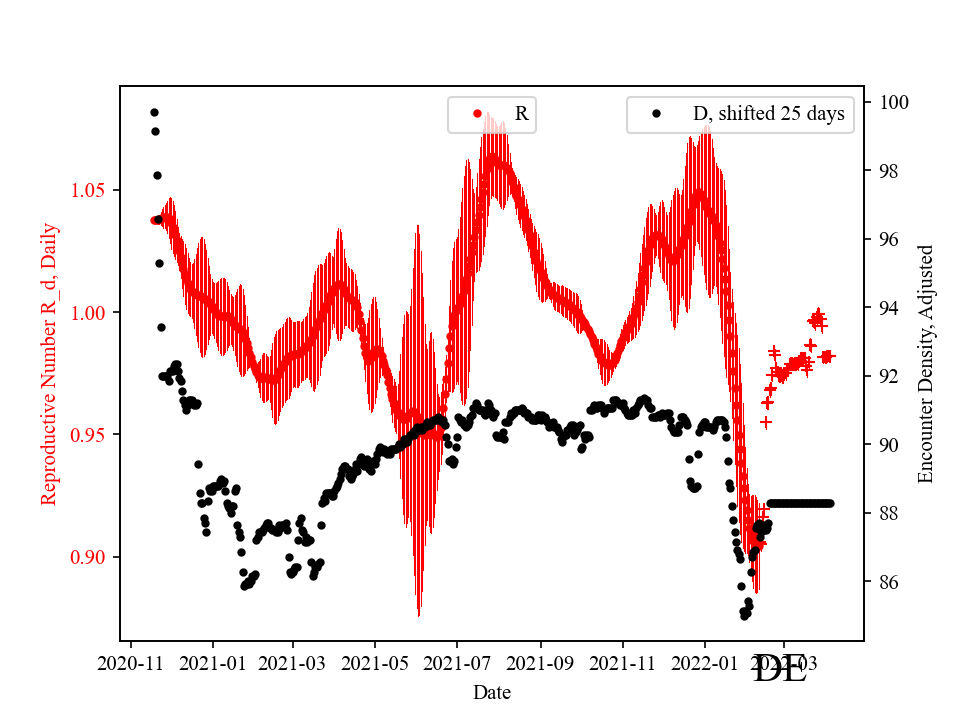 R
D, shifted 25 days
1.05
1.00
0.95
0.90
Reproductive Number R_d, Daily
100
98
96
94
92
90
88
86
Encounter Density, Adjusted
2020-11 2021-01 2021-03 2021-05 2021-07 2021-09 2021-11 2022-01 2022-03
DE
Date